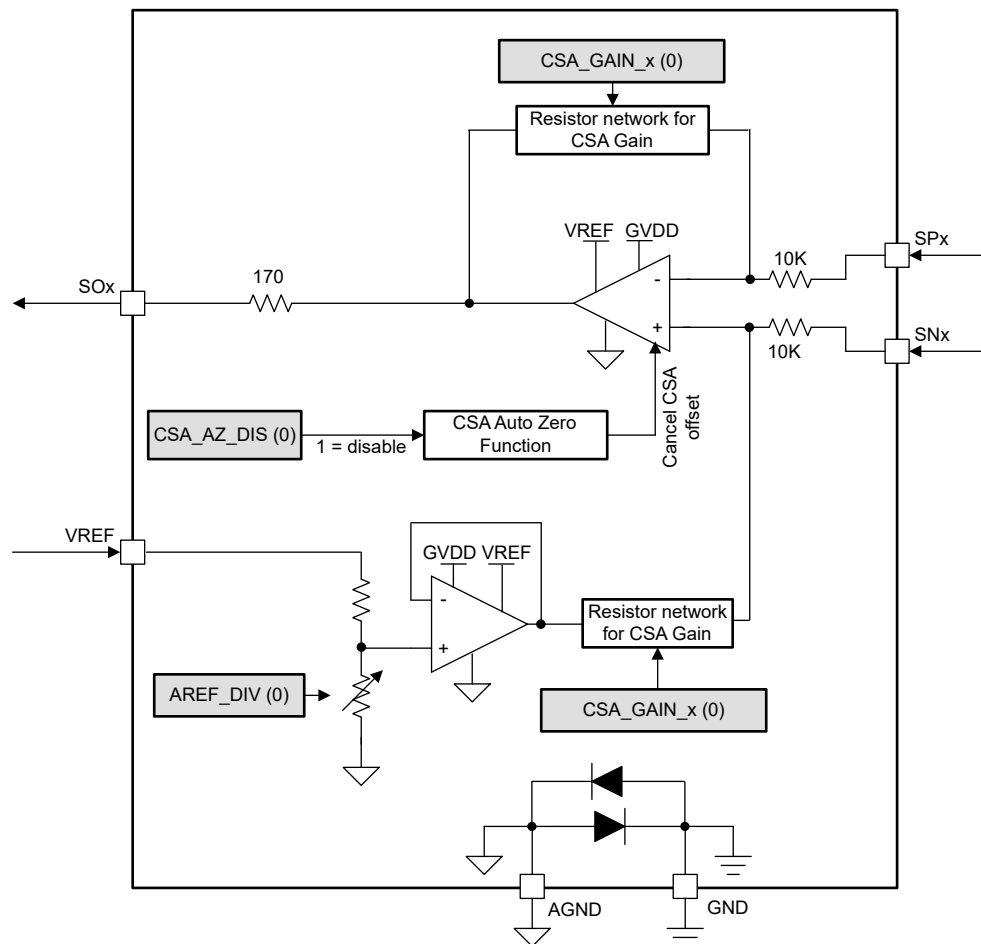 CSA_GAIN_x (0)
Resistor network for
CSA Gain
VREF
GVDD
SPx
10K
170
SOx
-
+
SNx
10K
Cancel CSA
offset
CSA_AZ_DIS (0)
1 = disable
CSA Auto Zero
Function
VREF
GVDD
VREF
-
+
Resistor network
for CSA Gain
AREF_DIV (0)
CSA_GAIN_x (0)
AGND
GND